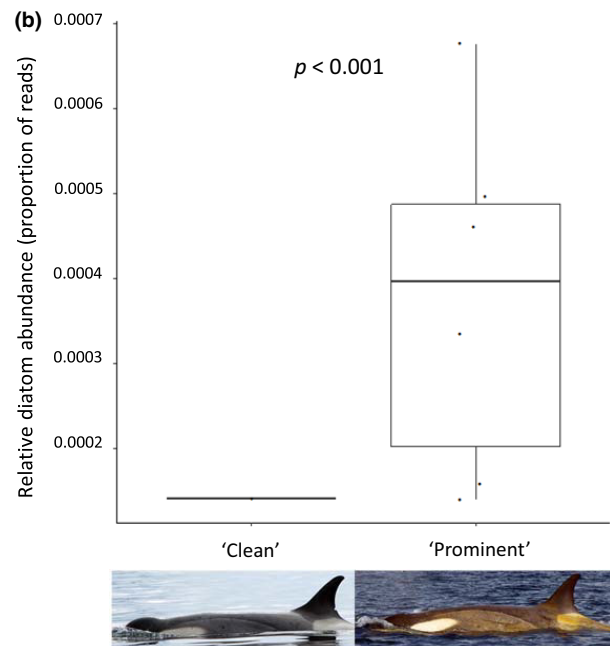 (b)
Relative diatom abundance (proportion of reads)
0.0007
0.0006
0.0005
0.0004
0.0003
0.0002
p < 0.001
‘Clean’ ‘Prominent’